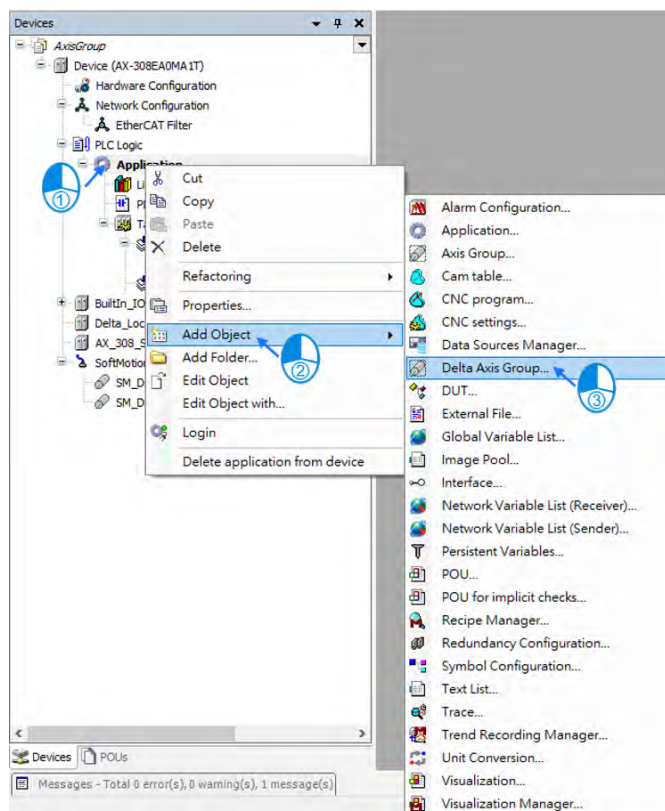 Devices
AxisGroup
Device (AX-308EA0MA1T)
Hardware Configuration
Network Configuration
EtherCAT Filter
PLC Logic
Application
BuiltIn_IO
Delta_Loc
AX_308_S
SoftMotion
SM_D
SM_D
①
Cut
Copy
Paste
Delete
Refactoring
Properties...
Add Object
②
Add Folder...
Edit Object
Edit Object with...
Login
Delete application from device
Alarm Configuration...
Application...
Axis Group...
Cam table...
CNC program...
CNC settings...
Data Sources Manager...
Delta Axis Group...
③
DUT...
External File...
Global Variable List...
Image Pool...
Interface...
Network Variable List (Receiver)...
Network Variable List (Sender)...
Persistent Variables...
POU...
POU for implicit checks...
Recipe Manager...
Redundancy Configuration...
Symbol Configuration...
Text List...
Trace...
Trend Recording Manager...
Unit Conversion...
Visualization...
Visualization Manager...
Devices POUs
Messages - Total 0 error(s), 0 warning(s), 1 message(s)